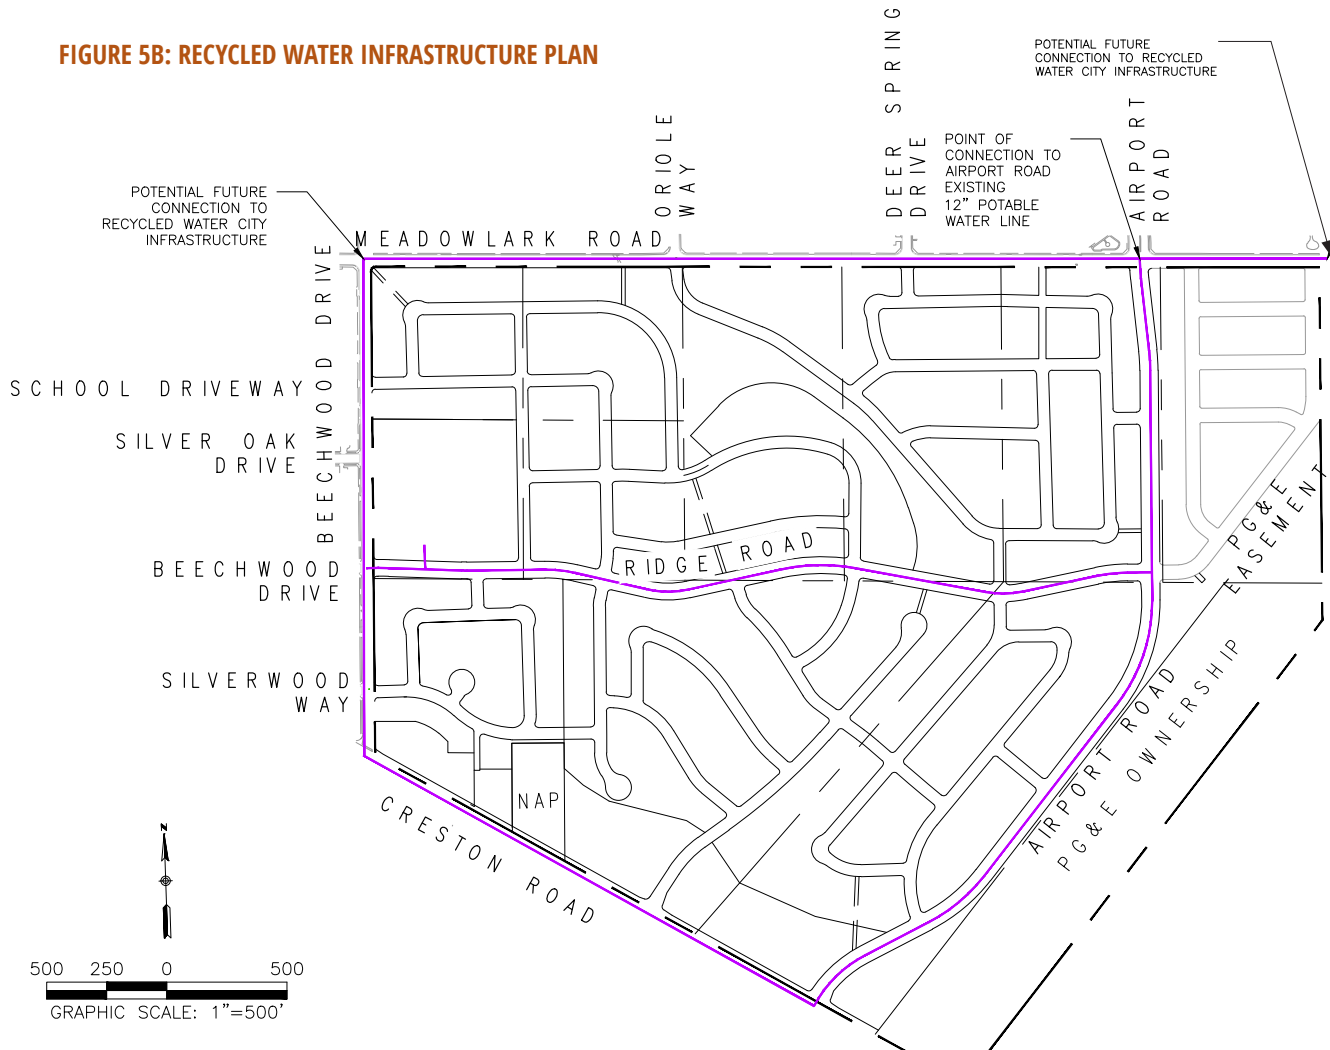 FIGURE 5B: RECYCLED WATER INFRASTRUCTURE PLAN
POTENTIAL FUTURE
CONNECTION TO RECYCLED
WATER CITY INFRASTRUCTURE
DEER SPRING
DRIVE
AIRPORT
ROAD
ORIOLE
WAY
POINT OF
CONNECTION TO
AIRPORT ROAD
EXISTING
12" POTABLE
WATER LINE
POTENTIAL FUTURE
CONNECTION TO
RECYCLED WATER CITY
INFRASTRUCTURE
MEADOWLARK ROAD
BEECHWOOD DRIVE
SCHOOL DRIVEWAY
SILVER OAK
DRIVE
PG&E
EASEMENT
RIDGE ROAD
BEECHWOOD
DRIVE
SILVERWOOD
WAY
AIRPORT ROAD
PG&E OWNERSHIP
NAP
CRESTON ROAD
N
500 250 0 500
GRAPHIC SCALE: 1"=500'